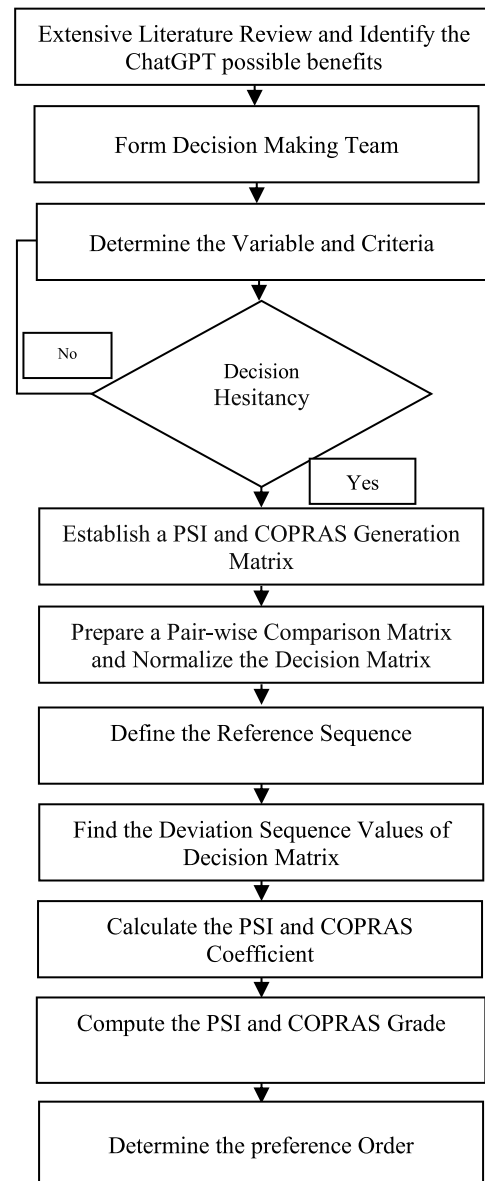 Extensive Literature Review and Identify the
ChatGPT possible benefits
Form Decision Making Team
Determine the Variable and Criteria
No
Decision
Hesitancy
Yes
Establish a PSI and COPRAS Generation
Matrix
Prepare a Pair-wise Comparison Matrix
and Normalize the Decision Matrix
Define the Reference Sequence
Find the Deviation Sequence Values of
Decision Matrix
Calculate the PSI and COPRAS
Coefficient
Compute the PSI and COPRAS Grade
Determine the preference Order